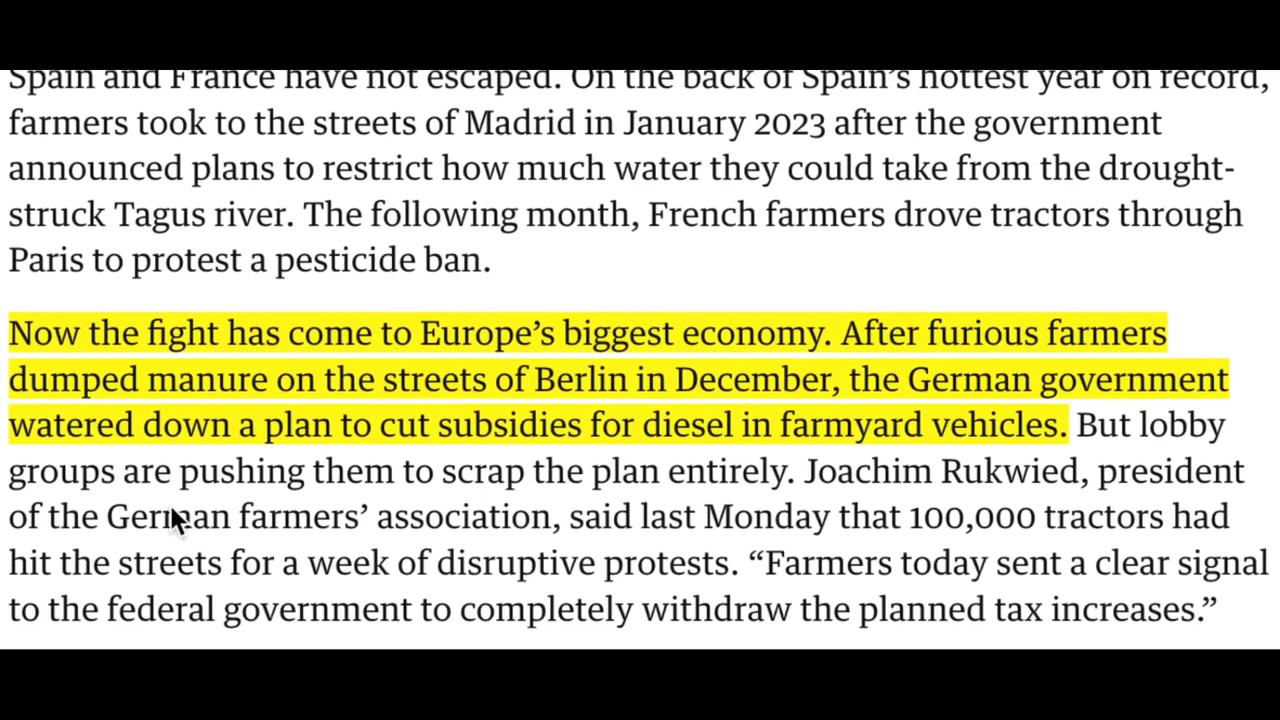 Spain and France have not escaped. On the back of Spain’s hottest year on record,
farmers took to the streets of Madrid in January 2023 after the government
announced plans to restrict how much water they could take from the drought-
struck Tagus river. The following month, French farmers drove tractors through
Paris to protest a pesticide ban.
Now the fight has come to Europe’s biggest economy. After furious farmers
dumped manure on the streets of Berlin in December, the German government
watered down a plan to cut subsidies for diesel in farmyard vehicles. But lobby
groups are pushing them to scrap the plan entirely. Joachim Rukwied, president
of the German farmers’ association, said last Monday that 100,000 tractors had
hit the streets for a week of disruptive protests. “Farmers today sent a clear signal
to the federal government to completely withdraw the planned tax increases.”